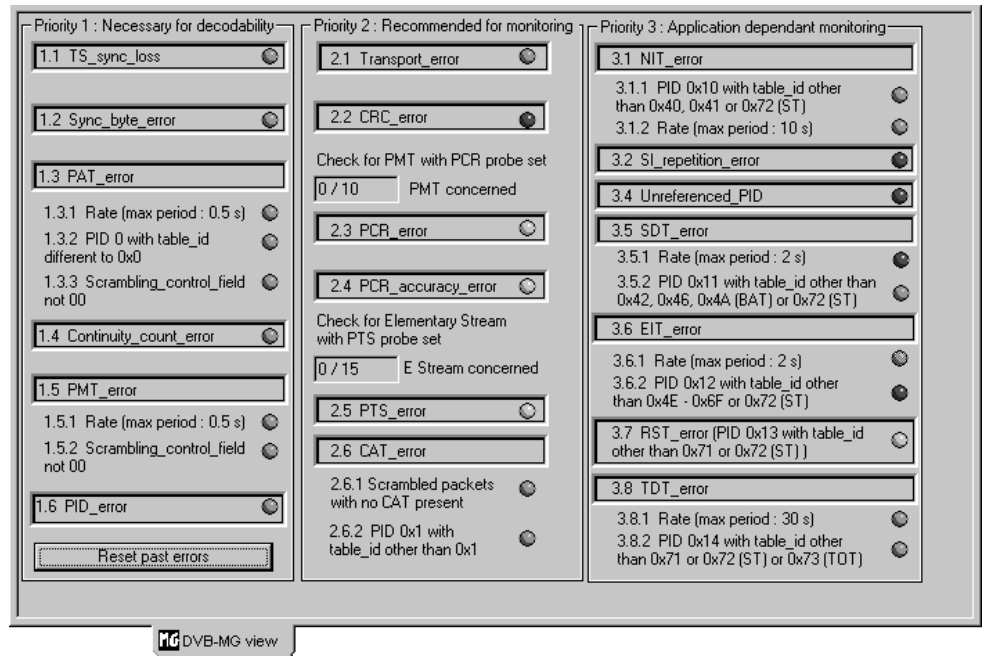 Priority 1 : Necessary for decodability
1.1 TS_sync_loss
1.2 Sync_byte_error
1.3 PAT_error
1.3.1 Rate (max period : 0.5 s)
1.3.2 PID 0 with table_id
different to 0x0
1.3.3 Scrambling_control_field
not 00
1.4 Continuity_count_error
1.5 PMT_error
1.5.1 Rate (max period : 0.5 s)
1.5.2 Scrambling_control_field
not 00
1.6 PID_error
Reset past errors
Priority 2 : Recommended for monitoring
2.1 Transport_error
2.2 CRC_error
Check for PMT with PCR probe set
0 / 10 PMT concerned
2.3 PCR_error
2.4 PCR_accuracy_error
Check for Elementary Stream
with PTS probe set
0 / 15 E Stream concerned
2.5 PTS_error
2.6 CAT_error
2.6.1 Scrambled packets
with no CAT present
2.6.2 PID 0x1 with
table_id other than 0x1
Priority 3 : Application dependant monitoring
3.1 NIT_error
3.1.1 PID 0x10 with table_id other
than 0x40, 0x41 or 0x72 (ST)
3.1.2 Rate (max period : 10 s)
3.2 SI_repetition_error
3.4 Unreferenced_PID
3.5 SDT_error
3.5.1 Rate (max period : 2 s)
3.5.2 PID 0x11 with table_id other than
0x42, 0x46, 0x4A (BAT) or 0x72 (ST)
3.6 EIT_error
3.6.1 Rate (max period : 2 s)
3.6.2 PID 0x12 with table_id other
than 0x4E - 0x6F or 0x72 (ST)
3.7 RST_error (PID 0x13 with table_id
other than 0x71 or 0x72 (ST) )
3.8 TDT_error
3.8.1 Rate (max period : 30 s)
3.8.2 PID 0x14 with table_id other
than 0x71 or 0x72 (ST) or 0x73 (TOT)
MG DVB-MG view